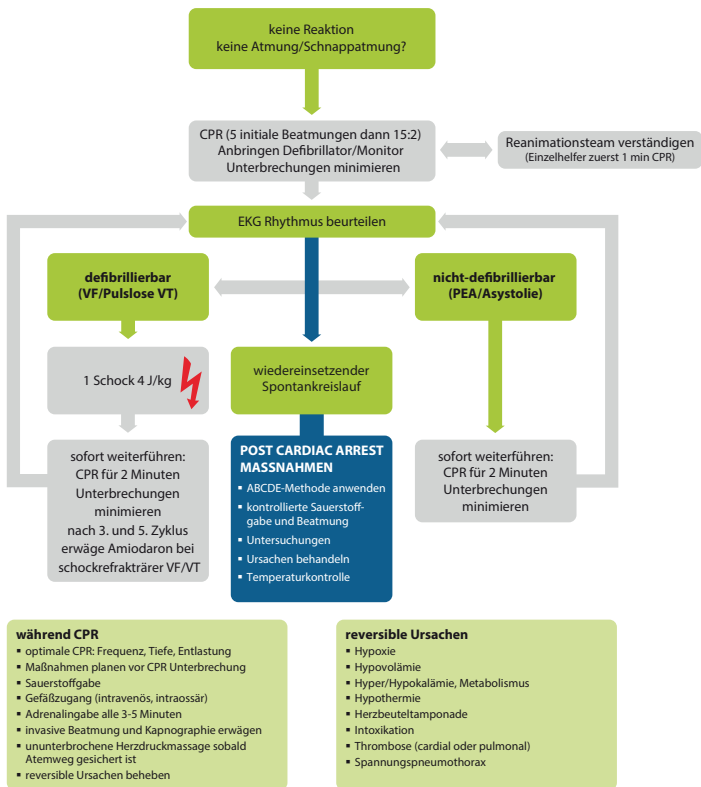 keine Reaktion
keine Atmung/Schnappatmung?
CPR (5 initiale Beatmungen dann 15:2)
Anbringen Defibrillator/Monitor
Unterbrechungen minimieren
Reanimationsteam verständigen
(Einzelhelfer zuerst 1 min CPR)
EKG Rhythmus beurteilen
defibrillierbar
(VF/Pulslose VT)
nicht-defibrillierbar
(PEA/Asystolie)
1 Schock 4 J/kg
wiedereinsetzender
Spontankreislauf
sofort weiterführen:
CPR für 2 Minuten
Unterbrechungen
minimieren
nach 3. und 5. Zyklus
erwäge Amiodaron bei
schockrefakträrer VF/VT
POST CARDIAC ARREST
MASSNAHMEN
▪ ABCDE-Methode anwenden
▪ kontrollierte Sauerstoff-
gabe und Beatmung
▪ Untersuchungen
▪ Ursachen behandeln
▪ Temperaturkontrolle
sofort weiterführen:
CPR für 2 Minuten
Unterbrechungen
minimieren
während CPR
▪ optimale CPR: Frequenz, Tiefe, Entlastung
▪ Maßnahmen planen vor CPR Unterbrechung
▪ Sauerstoffgabe
▪ Gefäßzugang (intravenös, intraossär)
▪ Adrenalingabe alle 3-5 Minuten
▪ invasive Beatmung und Kapnographie erwägen
▪ ununterbrochene Herzdruckmassage sobald
Atemweg gesichert ist
▪ reversible Ursachen beheben
reversible Ursachen
▪ Hypoxie
▪ Hypovolämie
▪ Hyper/Hypokalämie, Metabolismus
▪ Hypothermie
▪ Herzbeuteltamponade
▪ Intoxikation
▪ Thrombose (cardial oder pulmonal)
▪ Spannungspneumothorax